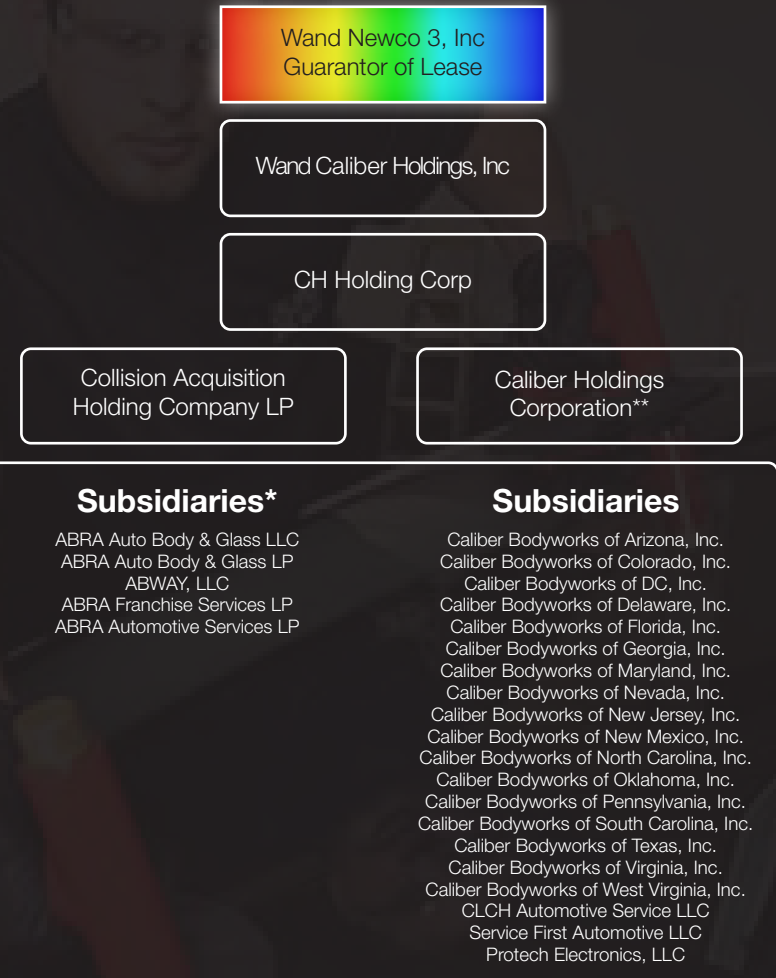 Wand Newco 3, Inc
Guarantor of Lease
Wand Caliber Holdings, Inc
CH Holding Corp
Collision Acquisition
Holding Company LP
Caliber Holdings
Corporation**
Subsidiaries*
ABRA Auto Body & Glass LLC
ABRA Auto Body & Glass LP
ABWAY, LLC
ABRA Franchise Services LP
ABRA Automotive Services LP
Subsidiaries
Caliber Bodyworks of Arizona, Inc.
Caliber Bodyworks of Colorado, Inc.
Caliber Bodyworks of DC, Inc.
Caliber Bodyworks of Delaware, Inc.
Caliber Bodyworks of Florida, Inc.
Caliber Bodyworks of Georgia, Inc.
Caliber Bodyworks of Maryland, Inc.
Caliber Bodyworks of Nevada, Inc.
Caliber Bodyworks of New Jersey, Inc.
Caliber Bodyworks of New Mexico, Inc.
Caliber Bodyworks of North Carolina, Inc.
Caliber Bodyworks of Oklahoma, Inc.
Caliber Bodyworks of Pennsylvania, Inc.
Caliber Bodyworks of South Carolina, Inc.
Caliber Bodyworks of Texas, Inc.
Caliber Bodyworks of Virginia, Inc.
Caliber Bodyworks of West Virginia, Inc.
CLCH Automotive Service LLC
Service First Automotive LLC
Protech Electronics, LLC